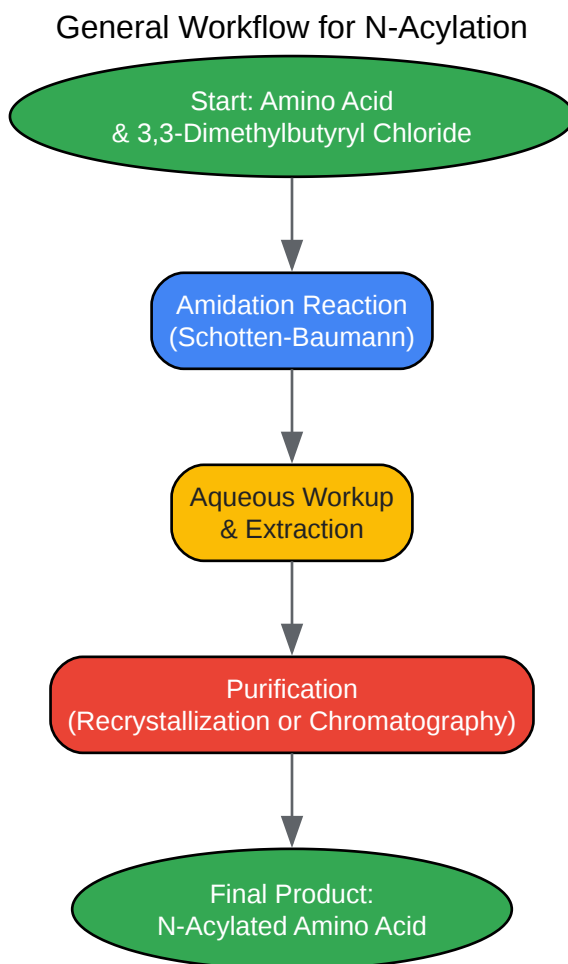 General Workflow for N-Acylation
Start: Amino Acid
& 3,3-Dimethylbutyryl Chloride
Amidation Reaction
(Schotten-Baumann)
Aqueous Workup
& Extraction
Purification
(Recrystallization or Chromatography)
Final Product:
N-Acylated Amino Acid